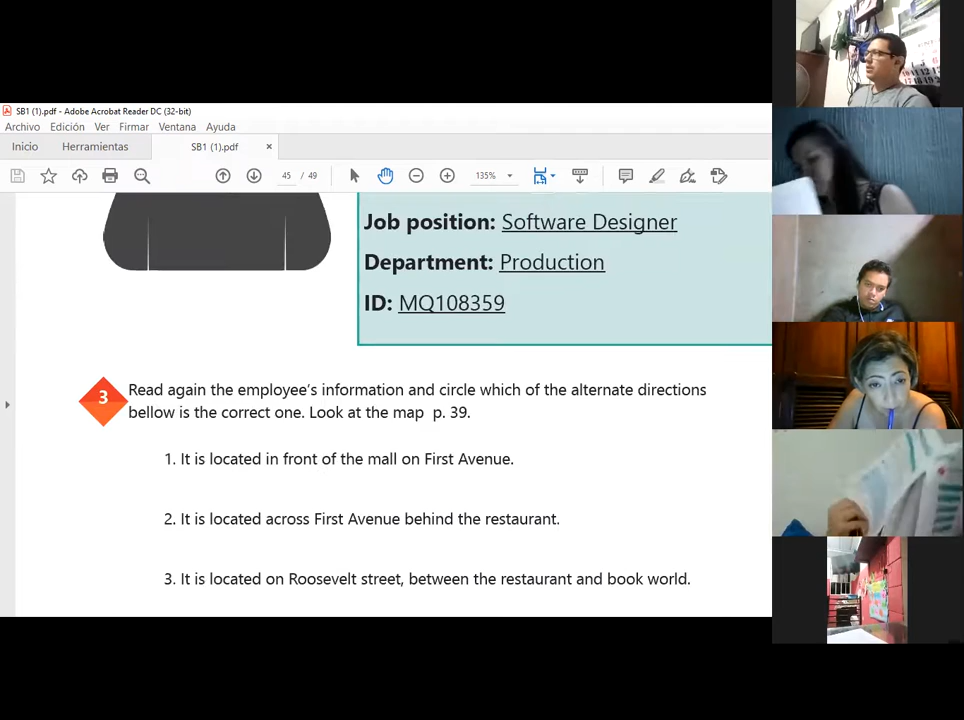 SB1 (1).pdf - Adobe Acrobat Reader DC (32-bit)
Archivo Edición Ver Firmar Ventana Ayuda
Inicio Herramientas SB1 (1).pdf ×
45 / 49 135%
Job position: Software Designer
Department: Production
ID: MQ108359
3
Read again the employee's information and circle which of the alternate directions
bellow is the correct one. Look at the map p. 39.
1. It is located in front of the mall on First Avenue.
2. It is located across First Avenue behind the restaurant.
3. It is located on Roosevelt street, between the restaurant and book world.